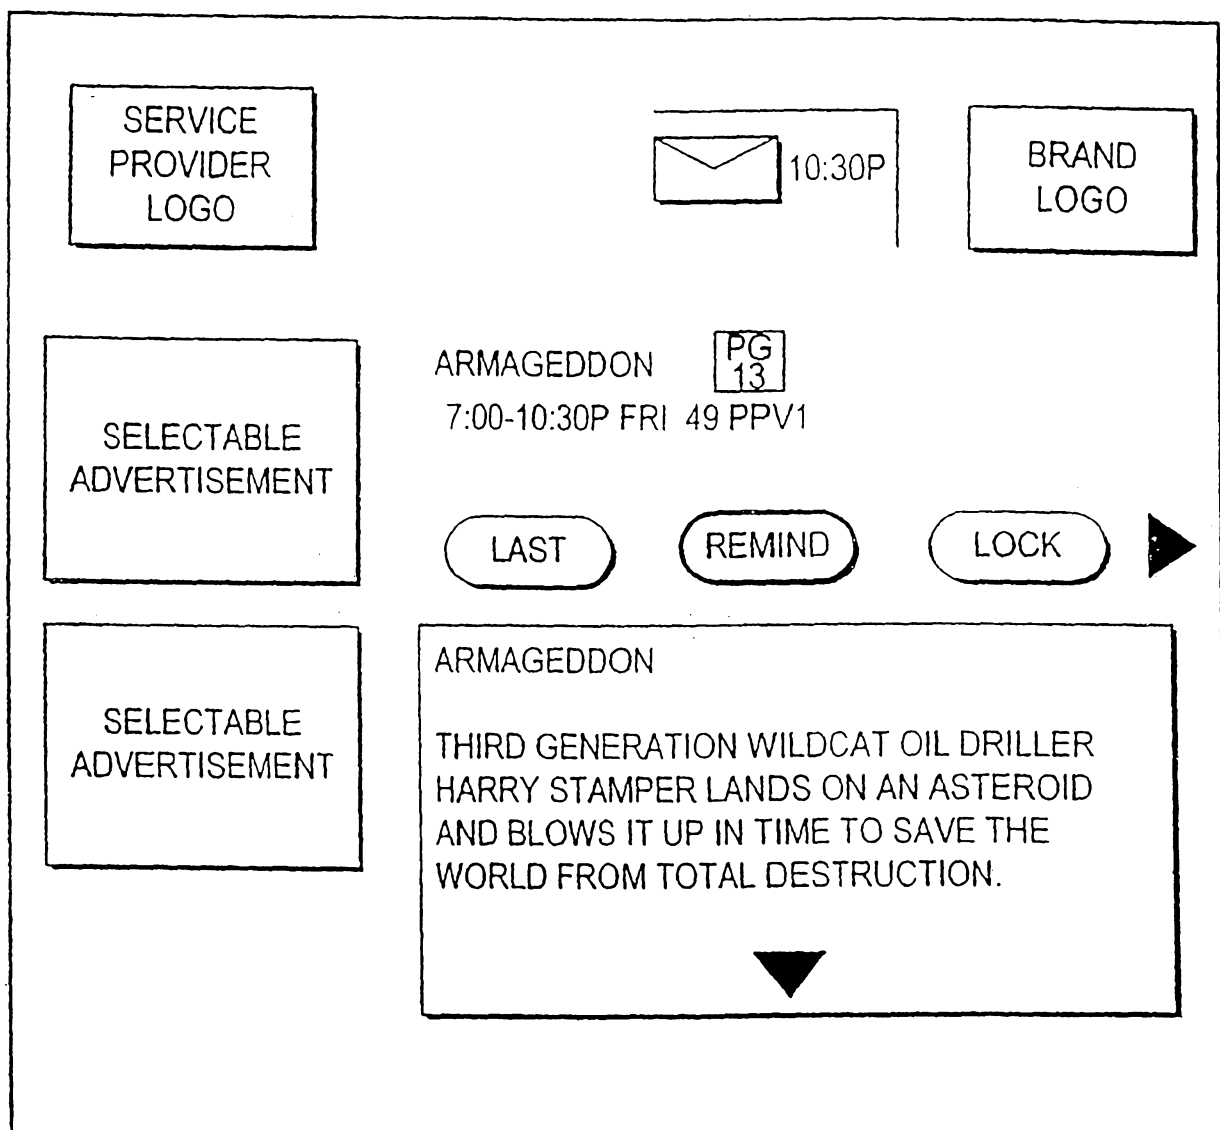 SERVICE
PROVIDER
LOGO
10:30P
BRAND
LOGO
SELECTABLE
ADVERTISEMENT
ARMAGEDDON
PG
13
7:00-10:30P FRI 49 PPV1
LAST
REMIND
LOCK
SELECTABLE
ADVERTISEMENT
ARMAGEDDON
THIRD GENERATION WILDCAT OIL DRILLER
HARRY STAMPER LANDS ON AN ASTEROID
AND BLOWS IT UP IN TIME TO SAVE THE
WORLD FROM TOTAL DESTRUCTION.